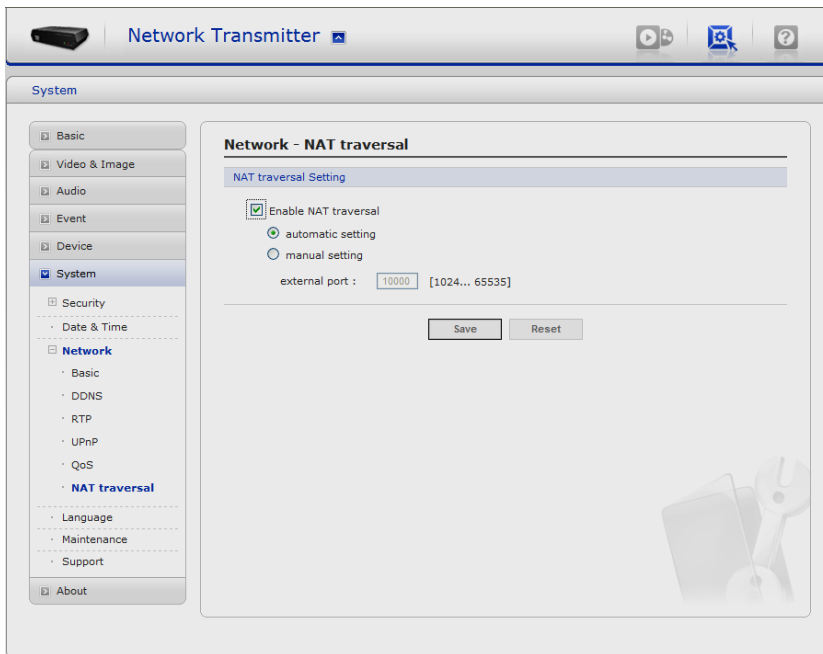 Network Transmitter
?
System
Basic
Video & Image
Audio
Event
Device
System
Security
Date & Time
Network
Basic
DDNS
RTP
UPnP
QoS
NAT traversal
Language
Maintenance
Support
About
Network - NAT traversal
NAT traversal Setting
Enable NAT traversal
automatic setting
manual setting
external port : 10000 [1024... 65535]
Save Reset